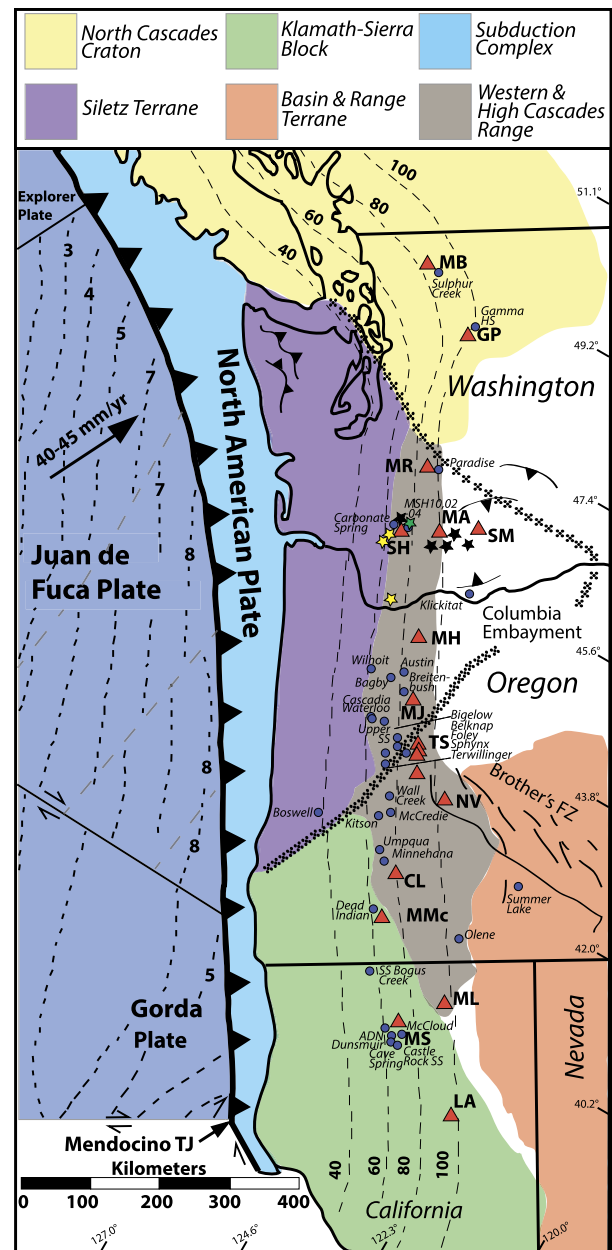 North Cascades
Craton
Klamath-Sierra
Block
Subduction
Complex
Siletz Terrane
Basin & Range
Terrane
Western &
High Cascades
Range
Explorer
Plate
100
80
60
40
51.1°
3
4
5
7
MB
Sulphur
Creek
Gamma
HS
GP
49.2°
Washington
40-45 mm/yr
North American Plate
7
MR
Paradise
MSH10,02
04
Carbonate
Spring
MA
SH
SM
47.4°
Juan de
Fuca Plate
8
Klickitat
Columbia
Embayment
MH
45.6°
Wilhoit
Austin
Bagby
Breiten-
bush
Oregon
Cascadia
Waterloo
MJ
Upper
SS
Bigelow
Belknap
Foley
Sphynx
Terwillinger
TS
8
Brother's FZ
43.8°
Wall
Creek
NV
Boswell
McCredie
Kitson
8
Umpqua
Minnehana
CL
Summer
Lake
Dead
Indian
MMc
Olene
42.0°
SS Bogus
Creek
5
Gorda
Plate
ML
McCloud
ADN
MS
Dunsmuir
Cave
Spring
Castle
Rock SS
Nevada
LA
40.2°
Mendocino TJ
Kilometers
0 100 200 300 400
40
60
80
100
California
127.0°
124.6°
122.3°
120.0°